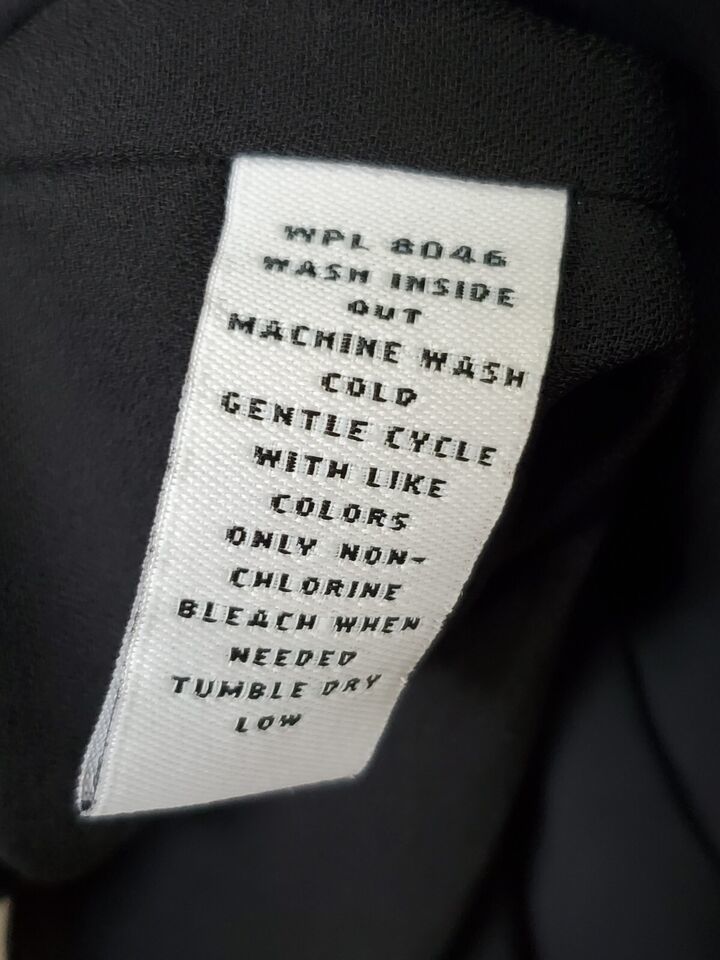 WPL 8046
WASH INSIDE
OUT
MACHINE WASH
COLD
GENTLE CYCLE
WITH LIKE
COLORS
ONLY NON-
CHLORINE
BLEACH WHEN
NEEDED
TUMBLE DRY
LOW